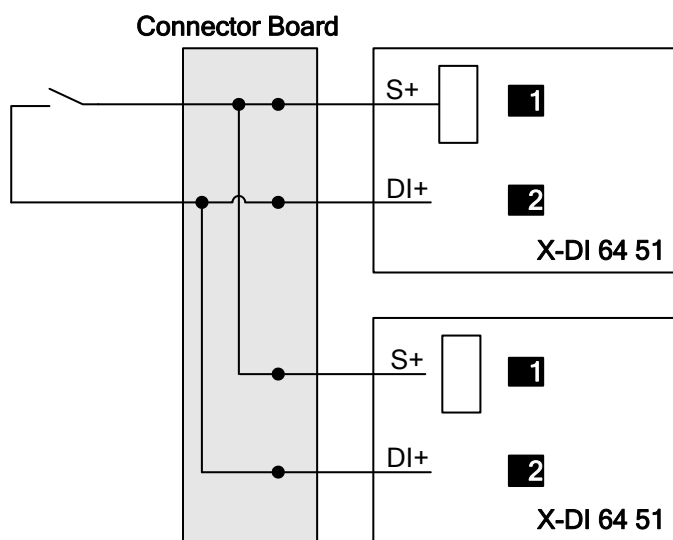 Connector Board
S+
1
DI+
2
X-DI 64 51
S+
1
DI+
2
X-DI 64 51